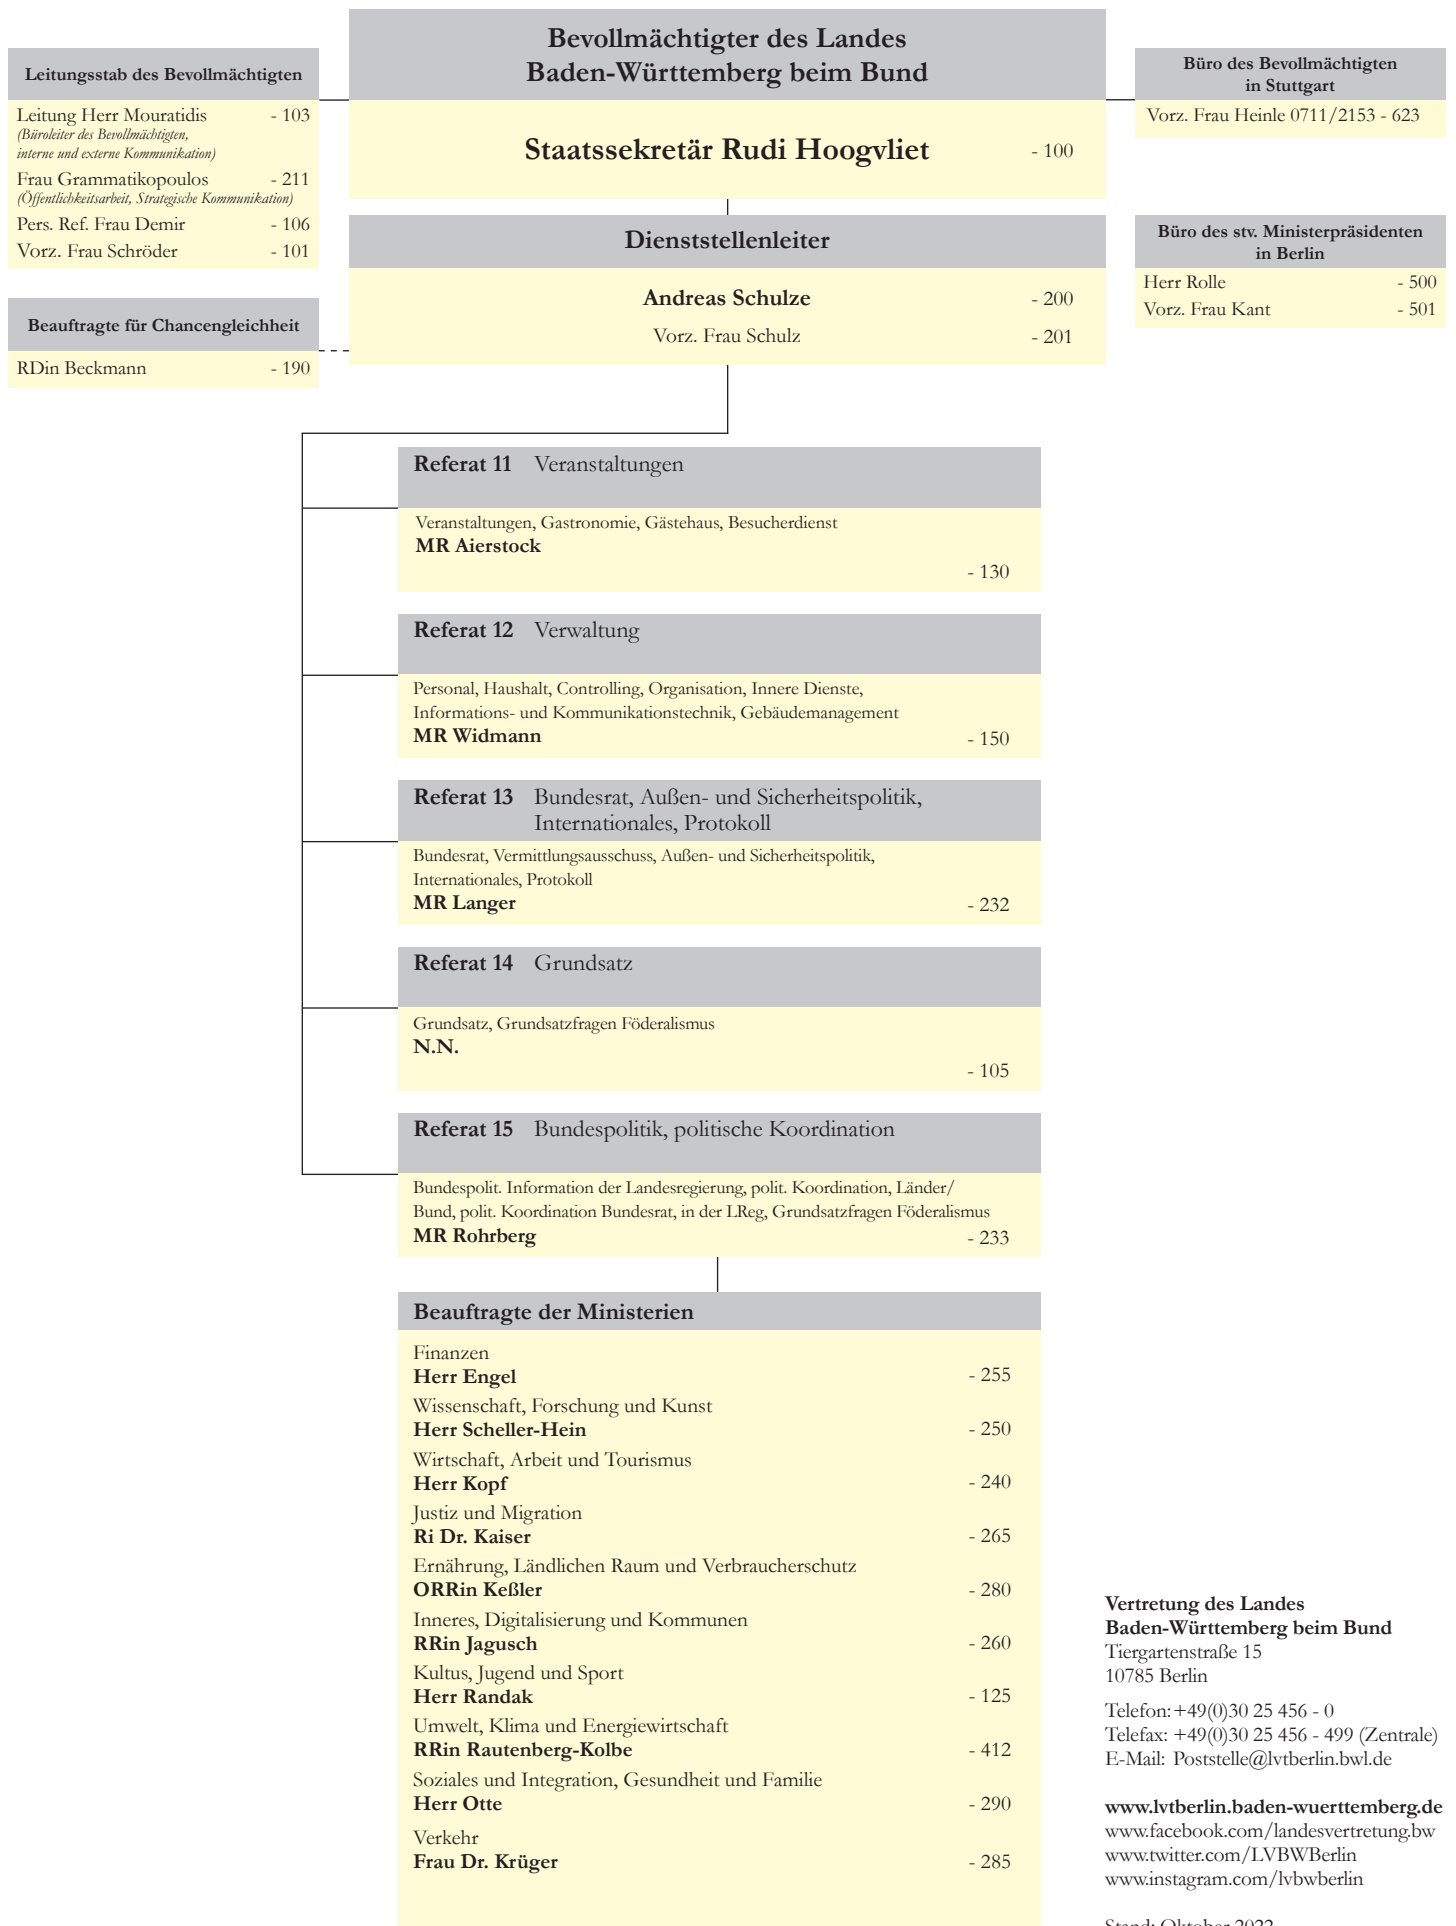 Bevollmächtigter des Landes
Baden-Württemberg beim Bund
Staatssekretär Rudi Hoogvliet - 100
Leitungsstab des Bevollmächtigten
Leitung Herr Mouratidis - 103
(Büroleiter des Bevollmächtigten,
interne und externe Kommunikation)
Frau Grammatikopoulos - 211
(Öffentlichkeitsarbeit, Strategische Kommunikation)
Pers. Ref. Frau Demir - 106
Vorz. Frau Schröder - 101
Büro des Bevollmächtigten
in Stuttgart
Vorz. Frau Heinle 0711/2153 - 623
Dienststellenleiter
Andreas Schulze - 200
Vorz. Frau Schulz - 201
Büro des stv. Ministerpräsidenten
in Berlin
Herr Rolle - 500
Vorz. Frau Kant - 501
Beauftragte für Chancengleichheit
RDin Beckmann - 190
Referat 11 Veranstaltungen
Veranstaltungen, Gastronomie, Gästehaus, Besucherdienst
MR Aierstock
- 130
Referat 12 Verwaltung
Personal, Haushalt, Controlling, Organisation, Innere Dienste,
Informations- und Kommunikationstechnik, Gebäudemanagement
MR Widmann - 150
Referat 13 Bundesrat, Außen- und Sicherheitspolitik,
Internationales, Protokoll
Bundesrat, Vermittlungsausschuss, Außen- und Sicherheitspolitik,
Internationales, Protokoll
MR Langer - 232
Referat 14 Grundsatz
Grundsatz, Grundsatzfragen Föderalismus
N.N.
- 105
Referat 15 Bundespolitik, politische Koordination
Bundespolit. Information der Landesregierung, polit. Koordination, Länder/
Bund, polit. Koordination Bundesrat, in der LReg, Grundsatzfragen Föderalismus
MR Rohrberg - 233
Beauftragte der Ministerien
Finanzen
Herr Engel - 255
Wissenschaft, Forschung und Kunst
Herr Scheller-Hein - 250
Wirtschaft, Arbeit und Tourismus
Herr Kopf - 240
Justiz und Migration
Ri Dr. Kaiser - 265
Ernährung, Ländlichen Raum und Verbraucherschutz
ORRin Keßler - 280
Inneres, Digitalisierung und Kommunen
RRin Jagusch - 260
Kultus, Jugend und Sport
Herr Randak - 125
Umwelt, Klima und Energiewirtschaft
RRin Rautenberg-Kolbe - 412
Soziales und Integration, Gesundheit und Familie
Herr Otte - 290
Verkehr
Frau Dr. Krüger - 285
Vertretung des Landes
Baden-Württemberg beim Bund
Tiergartenstraße 15
10785 Berlin
Telefon: +49(0)30 25 456 - 0
Telefax: +49(0)30 25 456 - 499 (Zentrale)
E-Mail: Poststelle@lvtberlin.bwl.de
www.lvtberlin.baden-wuerttemberg.de
www.facebook.com/landesvertretung.bw
www.twitter.com/LVBWBerlin
www.instagram.com/lvbwberlin
Stand: Oktober 2022